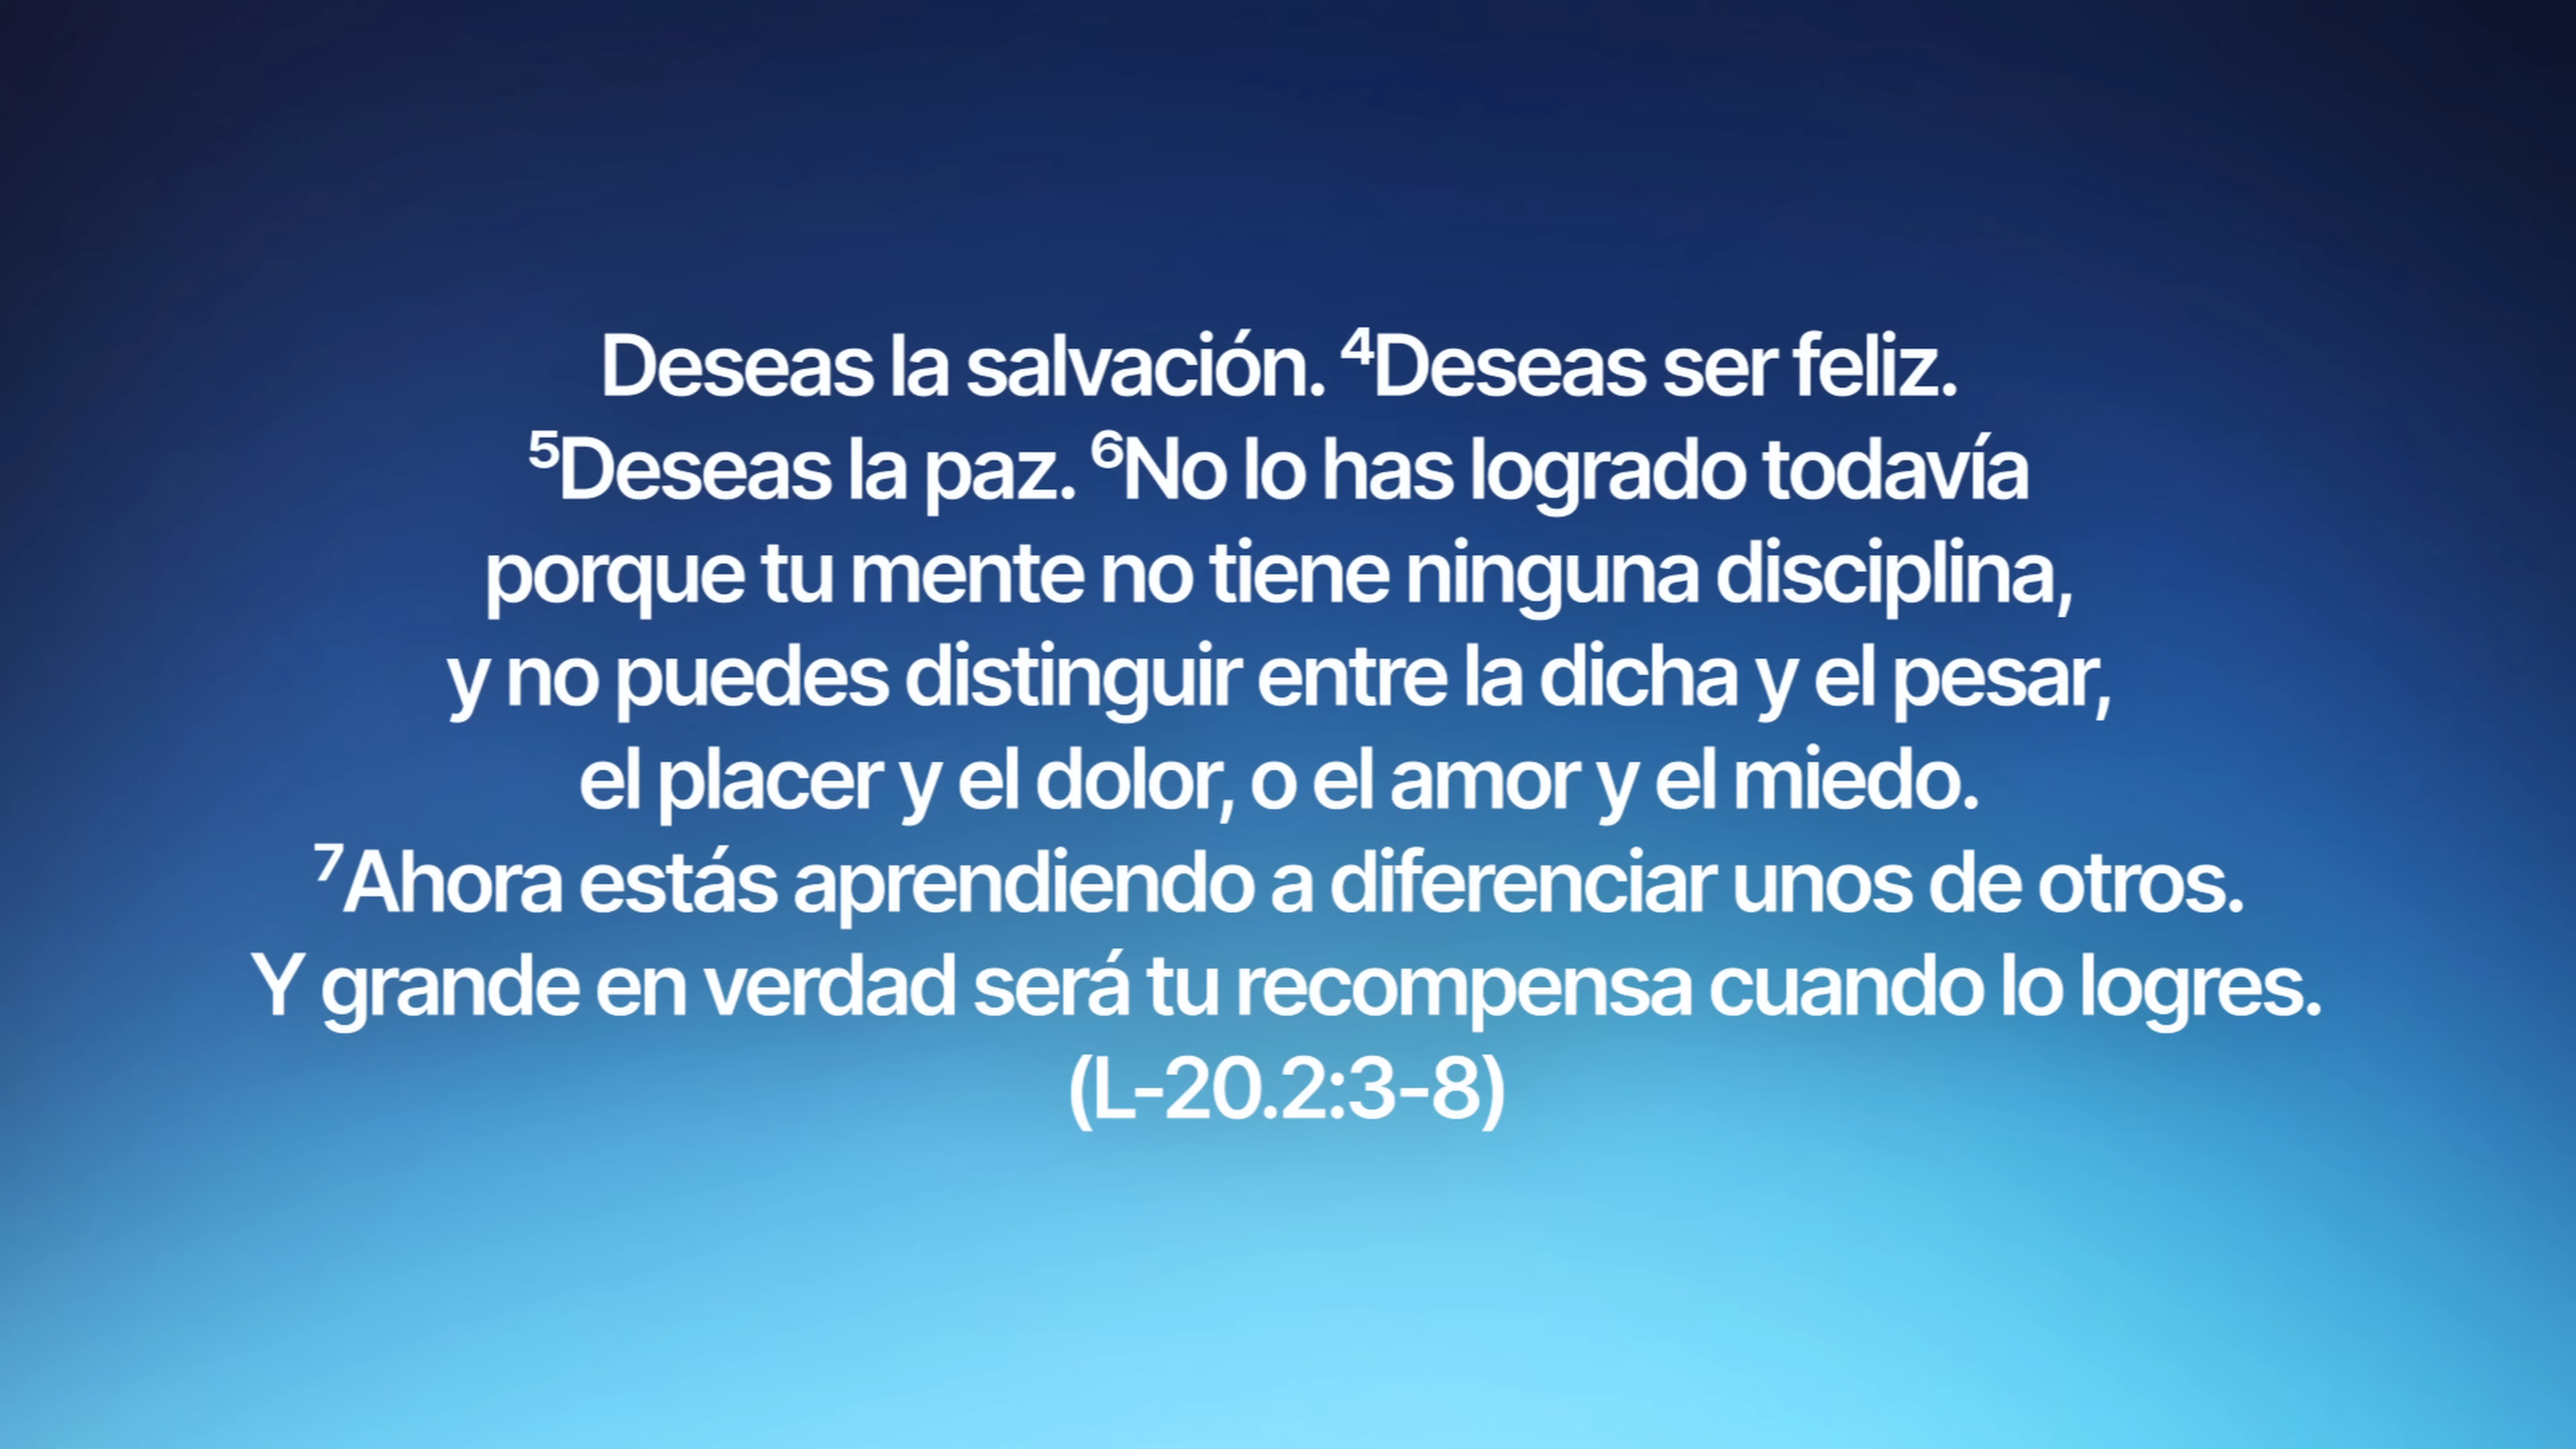 Deseas la salvación. ⁴Deseas ser feliz.
⁵Deseas la paz. ⁶No lo has logrado todavía
porque tu mente no tiene ninguna disciplina,
y no puedes distinguir entre la dicha y el pesar,
el placer y el dolor, o el amor y el miedo.
⁷Ahora estás aprendiendo a diferenciar unos de otros.
Y grande en verdad será tu recompensa cuando lo logres.
(L-20.2:3-8)